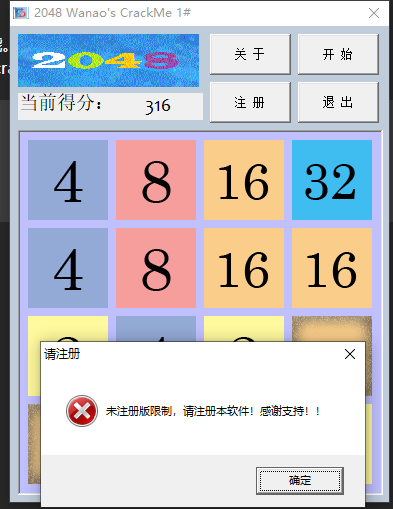 2048 Wanao's CrackMe 1#
2048
关 于
开 始
当前得分：
316
注 册
退 出
4
8
16
32
4
8
16
16
请注册
未注册版限制，请注册本软件！感谢支持！！
确定